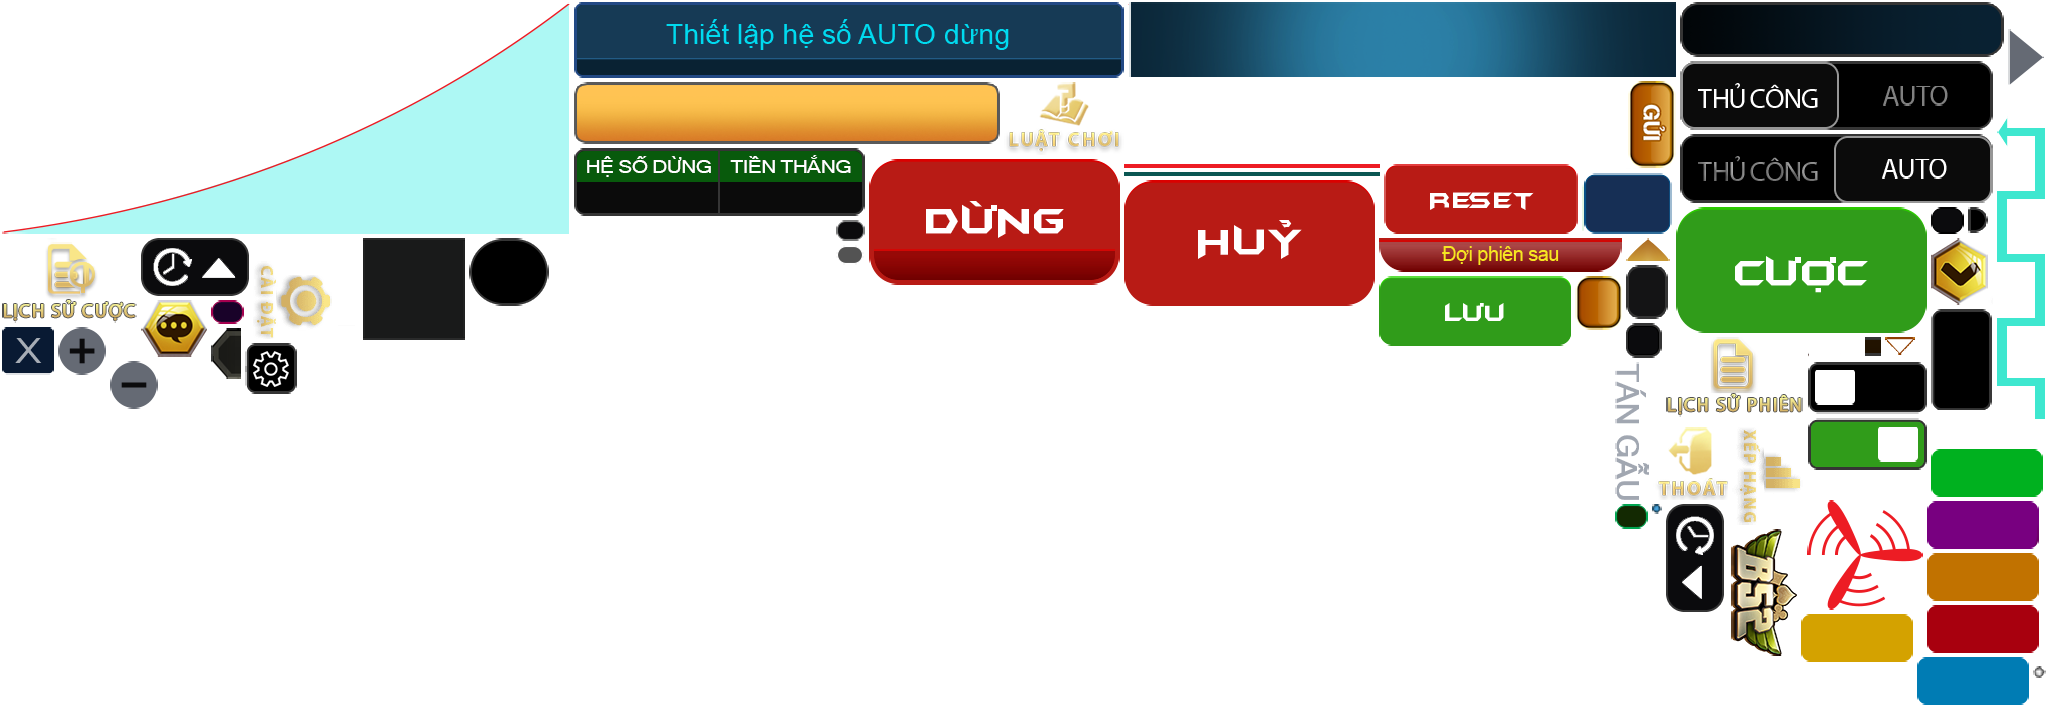 Thiết lập hệ số AUTO dừng
LUẬT CHƠI
GỬI
THỦ CÔNG AUTO
THỦ CÔNG AUTO
HỆ SỐ DỪNG TIỀN THẮNG
DỪNG
HUỶ
RESET
Đợi phiên sau
LƯU
CƯỢC
LỊCH SỬ CƯỢC
CÀI ĐẶT
X
TÁN GẪU
LỊCH SỬ PHIÊN
THOÁT
XẾP HẠNG
B52